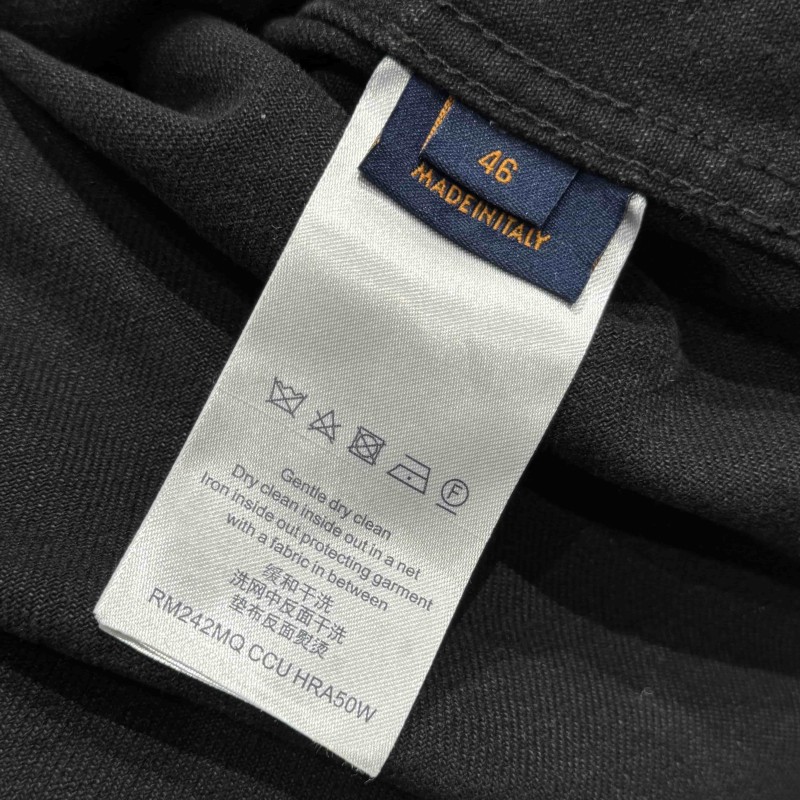 46
MADE IN ITALY
F
Gentle dry clean
Dry clean inside out in a net
Iron inside out protecting garment
with a fabric in between
缓和干洗
洗网中反面干洗
垫布反面熨烫
RM242MQ CCU HRA50W